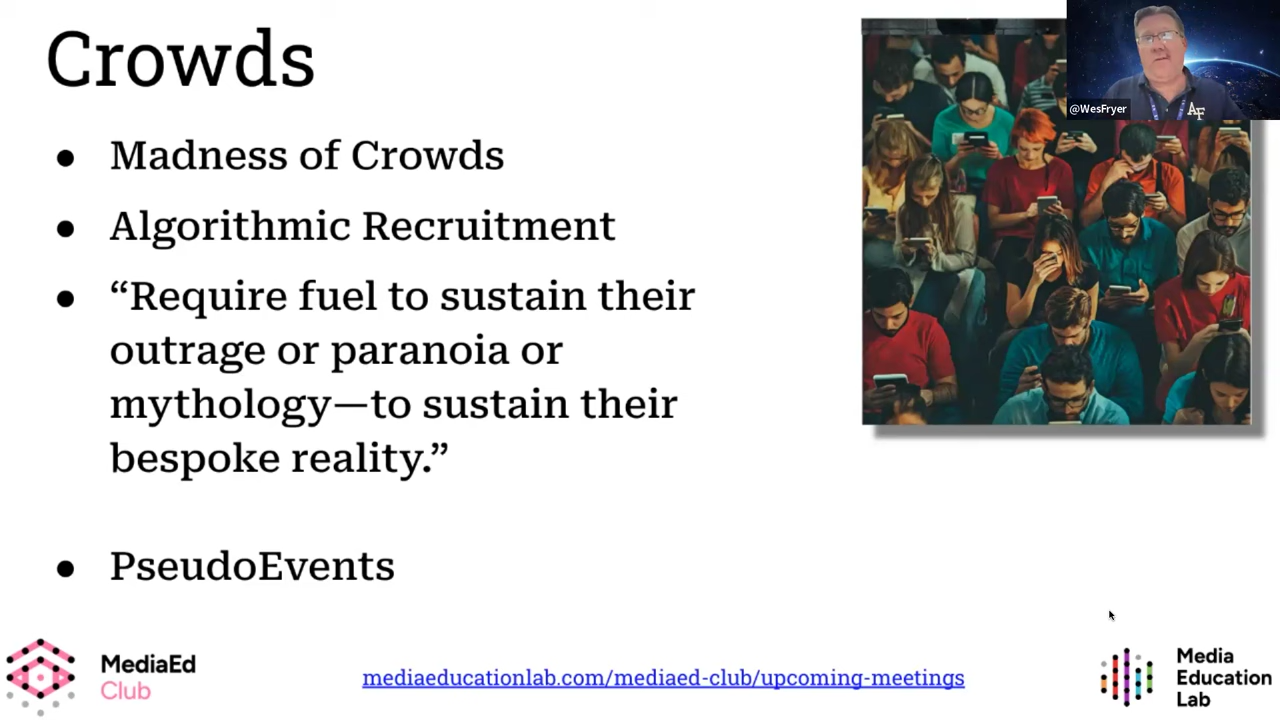 Crowds
@WesFryer
AF
● Madness of Crowds
● Algorithmic Recruitment
● “Require fuel to sustain their
outrage or paranoia or
mythology—to sustain their
bespoke reality.”
● PseudoEvents
MediaEd
Club
mediaeducationlab.com/mediaed-club/upcoming-meetings
Media
Education
Lab